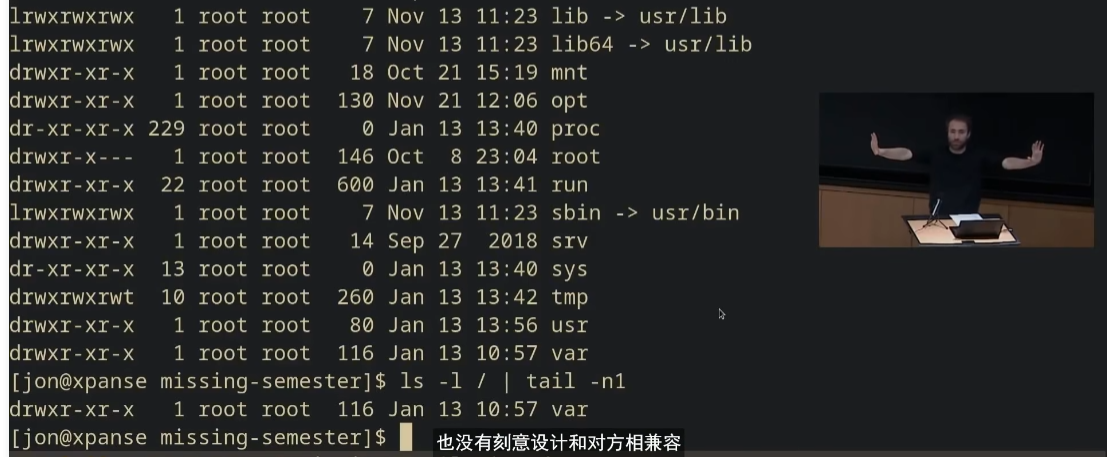 lrwxrwxrwx   1 root root   7 Nov 13 11:23 lib -> usr/lib
lrwxrwxrwx   1 root root   7 Nov 13 11:23 lib64 -> usr/lib
drwxr-xr-x   1 root root  18 Oct 21 15:19 mnt
drwxr-xr-x   1 root root 130 Nov 21 12:06 opt
dr-xr-xr-x 229 root root   0 Jan 13 13:40 proc
drwxr-x---   1 root root 146 Oct  8 23:04 root
drwxr-xr-x  22 root root 600 Jan 13 13:41 run
lrwxrwxrwx   1 root root   7 Nov 13 11:23 sbin -> usr/bin
drwxr-xr-x   1 root root  14 Sep 27  2018 srv
dr-xr-xr-x  13 root root   0 Jan 13 13:40 sys
drwxrwxrwt  10 root root 260 Jan 13 13:42 tmp
drwxr-xr-x   1 root root  80 Jan 13 13:56 usr
drwxr-xr-x   1 root root 116 Jan 13 10:57 var
[jon@xpanse missing-semester]$ ls -l / | tail -n1
drwxr-xr-x   1 root root 116 Jan 13 10:57 var
[jon@xpanse missing-semester]$
也没有刻意设计和对方相兼容